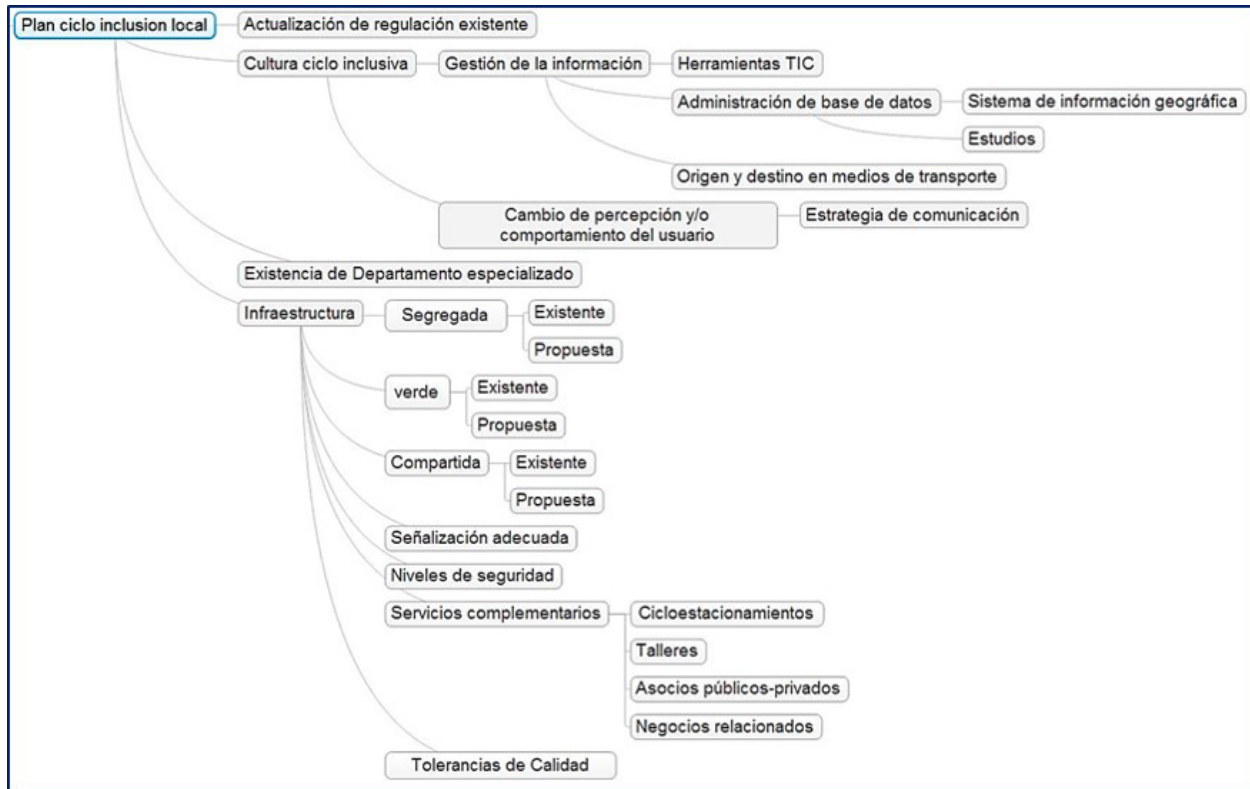 Plan ciclo inclusion local
Actualización de regulación existente
Cultura ciclo inclusiva
Gestión de la información
Herramientas TIC
Administración de base de datos
Sistema de información geográfica
Estudios
Origen y destino en medios de transporte
Cambio de percepción y/o
comportamiento del usuario
Estrategia de comunicación
Existencia de Departamento especializado
Infraestructura
Segregada
Existente
Propuesta
verde
Existente
Propuesta
Compartida
Existente
Propuesta
Señalización adecuada
Niveles de seguridad
Servicios complementarios
Cicloestacionamientos
Talleres
Asocios públicos-privados
Negocios relacionados
Tolerancias de Calidad